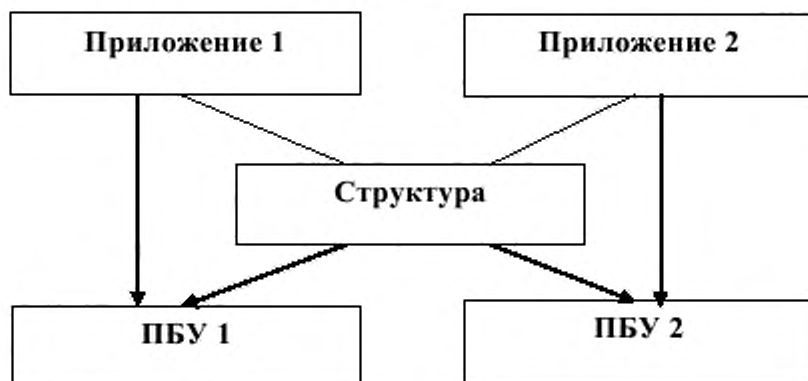 Приложение 1
Приложение 2
Структура
ПБУ 1
ПБУ 2